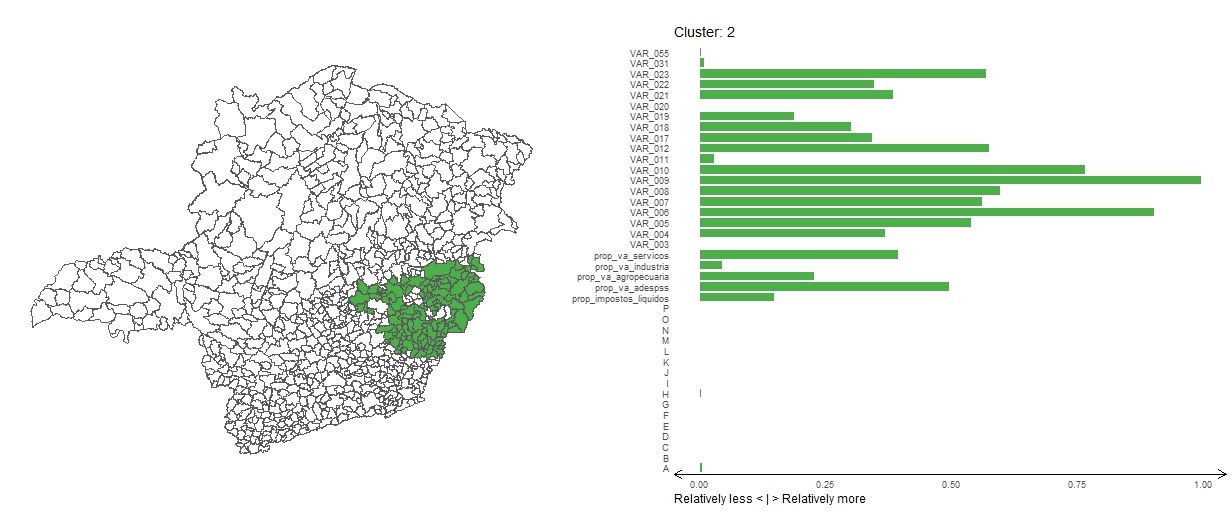 Cluster: 2
VAR_055
VAR_031
VAR_023
VAR_022
VAR_021
VAR_020
VAR_019
VAR_018
VAR_017
VAR_012
VAR_011
VAR_010
VAR_009
VAR_008
VAR_007
VAR_006
VAR_005
VAR_004
VAR_003
prop_va_servicos
prop_va_industria
prop_va_agropecuaria
prop_va_adespss
prop_impostos_liquidos
P
O
N
M
L
K
J
I
H
G
F
E
D
C
B
A
0.00 0.25 0.50 0.75 1.00
Relatively less < | > Relatively more